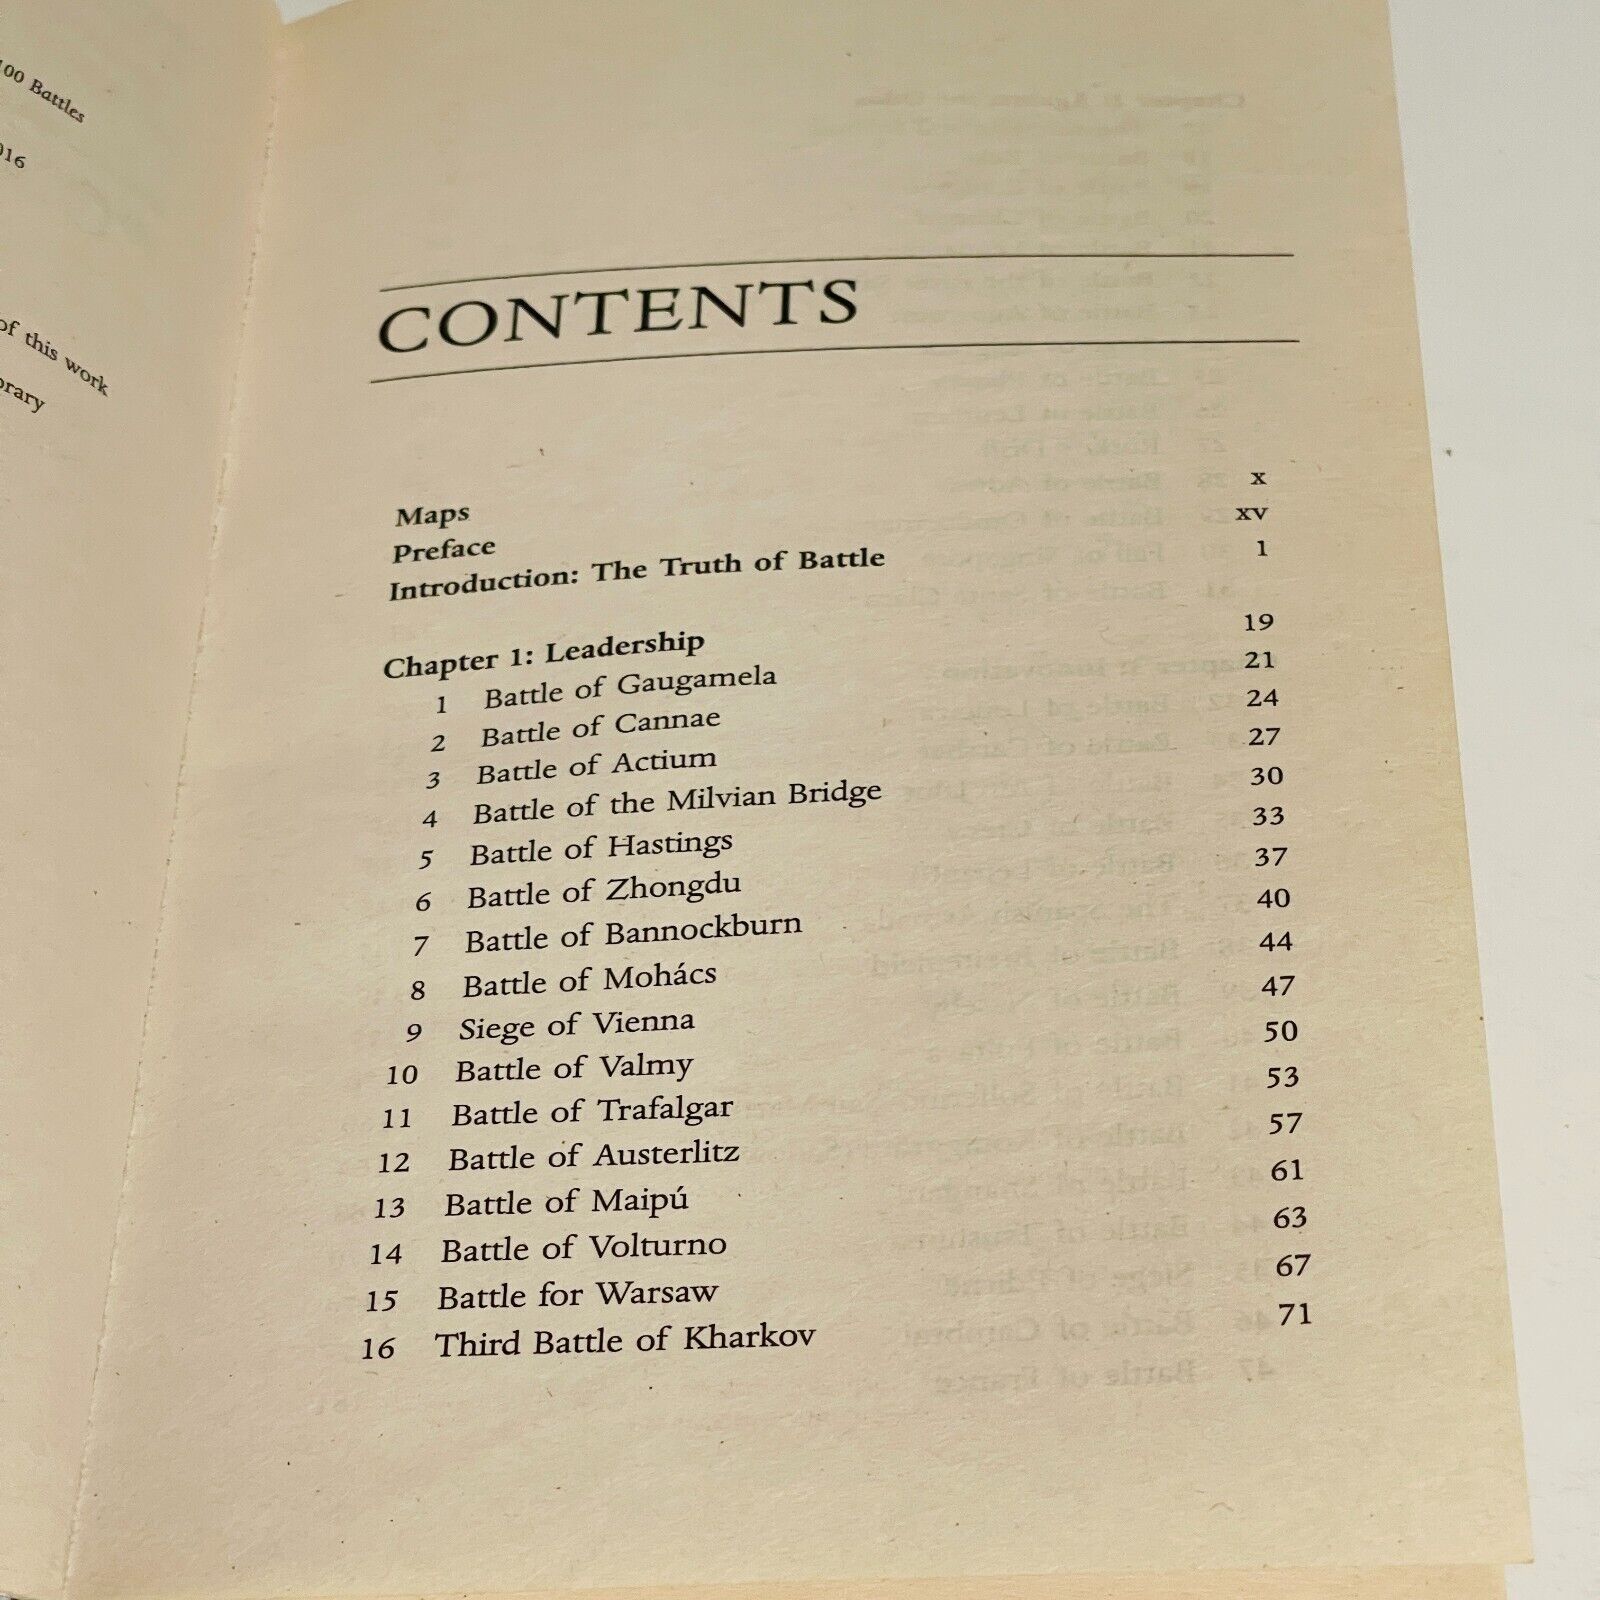 100 Battles
016
of this work
brary
CONTENTS
Maps x
Preface xv
Introduction: The Truth of Battle 1
Chapter 1: Leadership 19
1 Battle of Gaugamela 21
2 Battle of Cannae 24
3 Battle of Actium 27
4 Battle of the Milvian Bridge 30
5 Battle of Hastings 33
6 Battle of Zhongdu 37
7 Battle of Bannockburn 40
8 Battle of Mohács 44
9 Siege of Vienna 47
10 Battle of Valmy 50
11 Battle of Trafalgar 53
12 Battle of Austerlitz 57
13 Battle of Maipú 61
14 Battle of Volturno 63
15 Battle for Warsaw 67
16 Third Battle of Kharkov 71